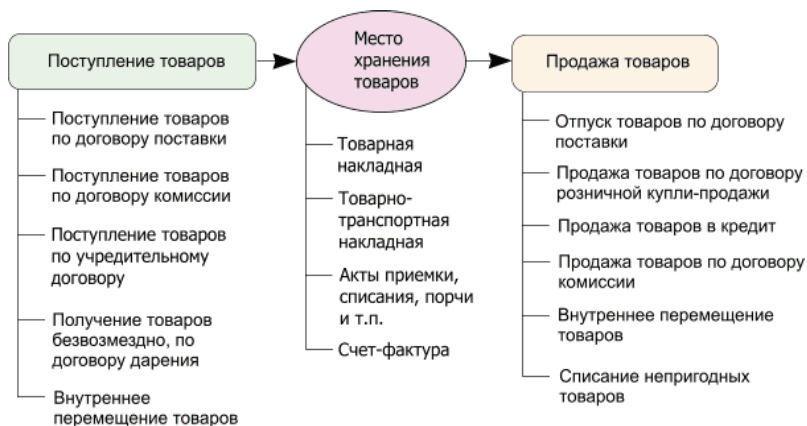 Поступление товаров
Поступление товаров
по договору поставки
Поступление товаров
по договору комиссии
Поступление товаров
по учредительному
договору
Получение товаров
безвозмездно, по
договору дарения
Внутреннее
перемещение товаров
Место
хранения
товаров
Товарная
накладная
Товарно-
транспортная
накладная
Акты приемки,
списания, порчи
и т.п.
Счет-фактура
Продажа товаров
Отпуск товаров по договору
поставки
Продажа товаров по договору
розничной купли-продажи
Продажа товаров в кредит
Продажа товаров по договору
комиссии
Внутреннее перемещение
товаров
Списание непригодных
товаров